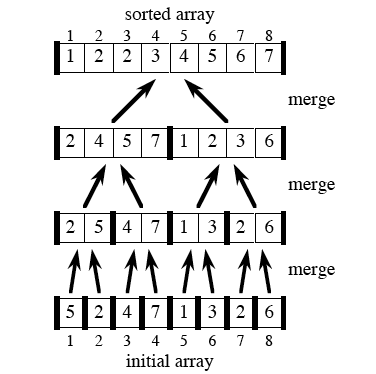 sorted array
1 2 3 4 5 6 7 8
1 2 2 3 4 5 6 7
merge
2 4 5 7 1 2 3 6
merge
2 5 4 7 1 3 2 6
merge
5 2 4 7 1 3 2 6
1 2 3 4 5 6 7 8
initial array